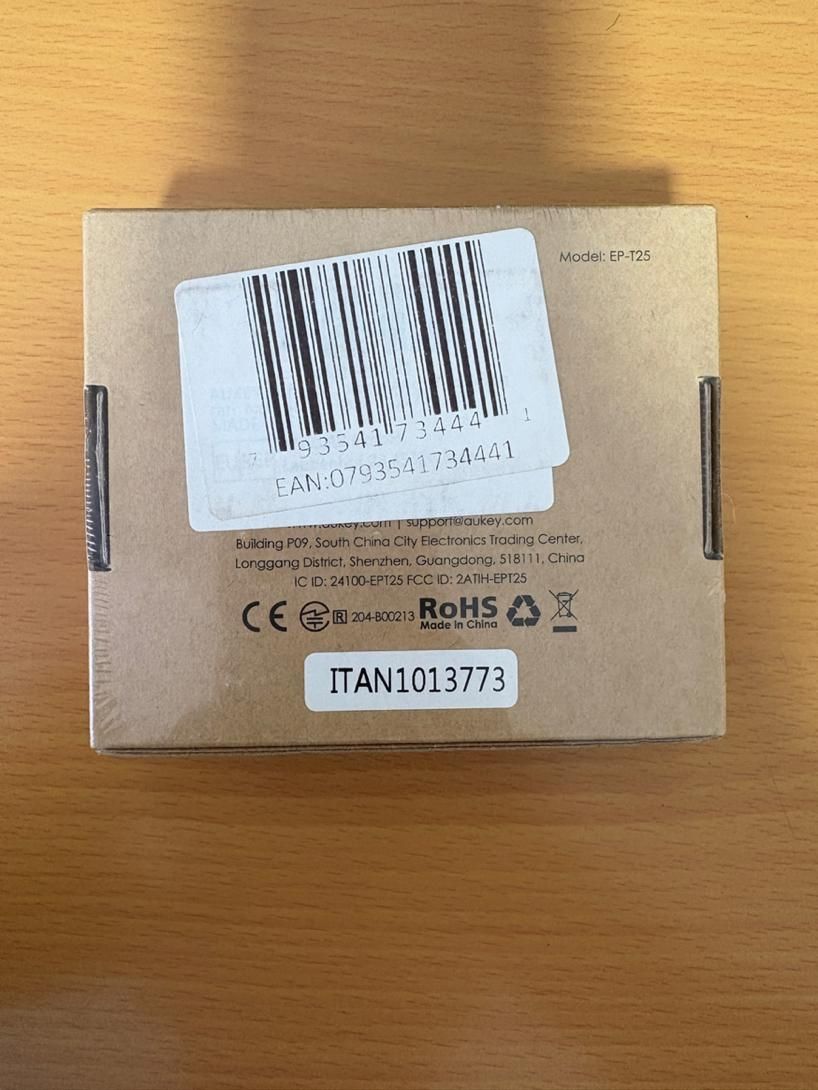 Model: EP-T25
7 93541 73444 1
EAN:0793541734441
www.aukey.com | support@aukey.com
Building P09, South China City Electronics Trading Center,
Longgang District, Shenzhen, Guangdong, 518111, China
IC ID: 24100-EPT25 FCC ID: 2ATIH-EPT25
CE R 204-B00213 RoHS
Made in China
ITAN1013773